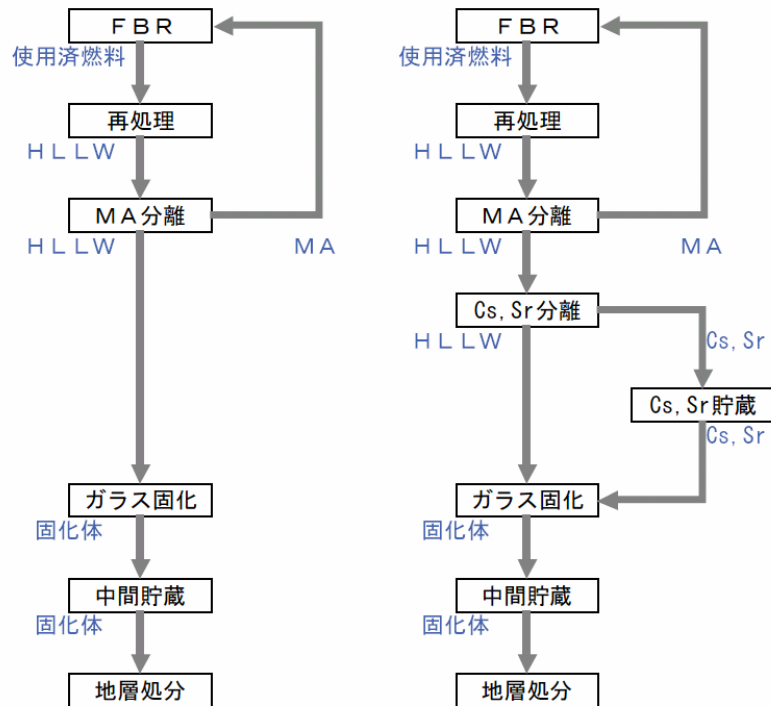 ＦＢＲ
使用済燃料
再処理
ＨＬＬＷ
ＭＡ分離
ＨＬＬＷ
ＭＡ
ガラス固化
固化体
中間貯蔵
固化体
地層処分
ＦＢＲ
使用済燃料
再処理
ＨＬＬＷ
ＭＡ分離
ＨＬＬＷ
ＭＡ
Cs,Sr分離
ＨＬＬＷ
Cs,Sr
Cs,Sr貯蔵
Cs,Sr
ガラス固化
固化体
中間貯蔵
固化体
地層処分